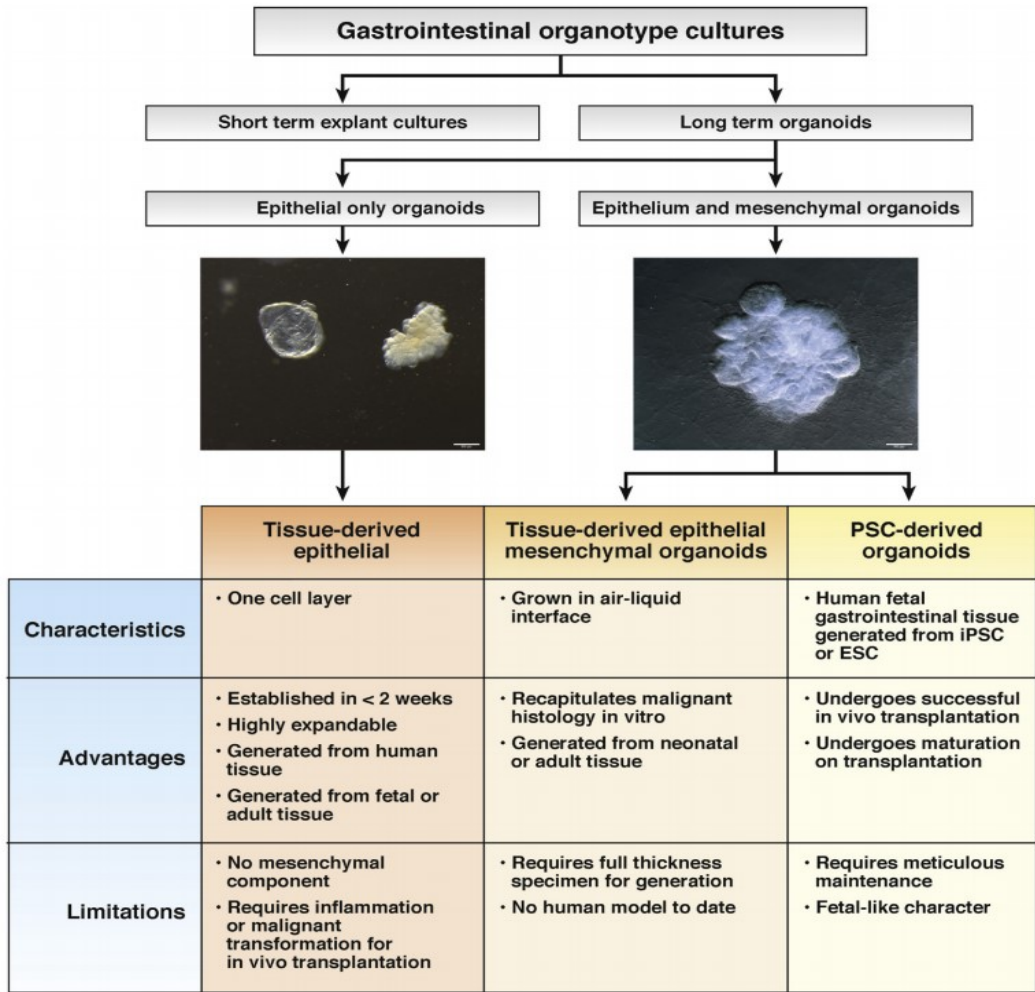 Gastrointestinal organotype cultures
Short term explant cultures
Long term organoids
Epithelial only organoids
Epithelium and mesenchymal organoids
Tissue-derived
epithelial
Tissue-derived epithelial
mesenchymal organoids
PSC-derived
organoids
Characteristics
· One cell layer
· Grown in air-liquid
interface
· Human fetal
gastrointestinal tissue
generated from iPSC
or ESC
Advantages
· Established in < 2 weeks
· Highly expandable
· Generated from human
tissue
· Generated from fetal or
adult tissue
· Recapitulates malignant
histology in vitro
· Generated from neonatal
or adult tissue
· Undergoes successful
in vivo transplantation
· Undergoes maturation
on transplantation
Limitations
· No mesenchymal
component
· Requires inflammation
or malignant
transformation for
in vivo transplantation
· Requires full thickness
specimen for generation
· No human model to date
· Requires meticulous
maintenance
· Fetal-like character